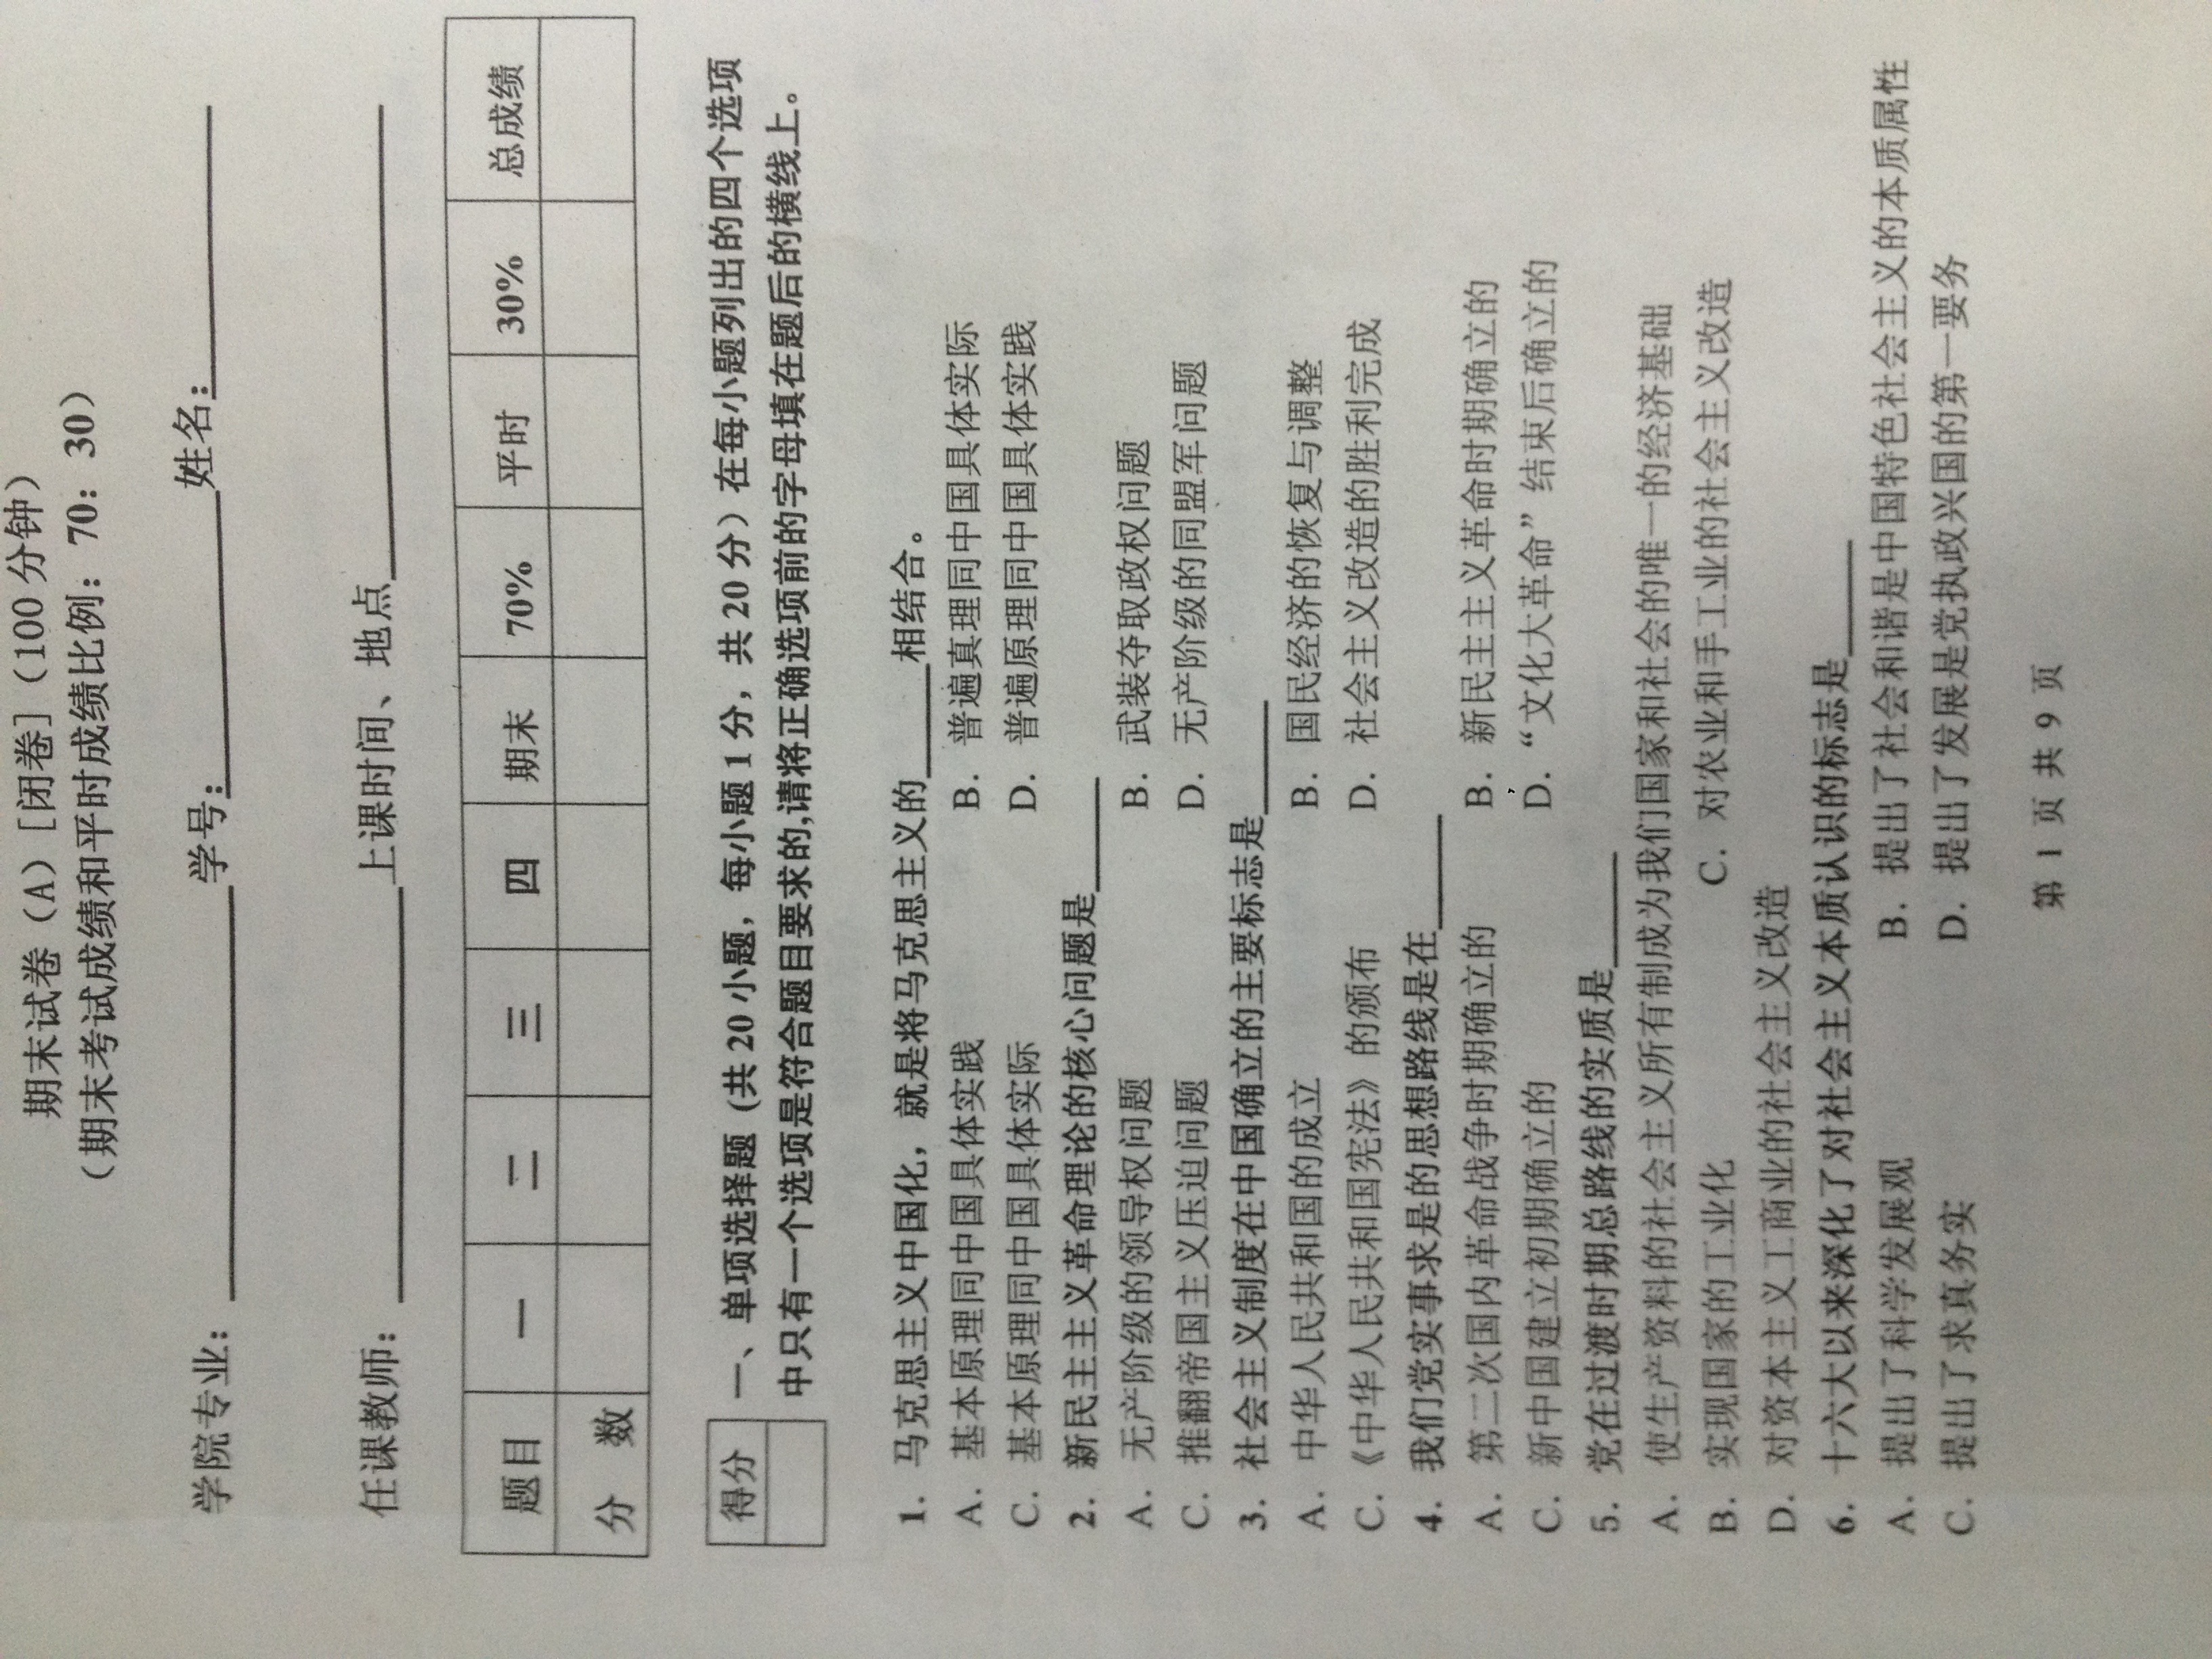 期末试卷（A）[闭卷]（100 分钟）
（期末考试成绩和平时成绩比例：70：30）
学院专业：____________学号：____________姓名：____________
任课教师：____________上课时间、地点____________
题目 一 二 三 四 期末 70% 平时 30% 总成绩
分 数
得分
一、单项选择题 (共 20 小题，每小题 1 分，共 20 分）在每小题列出的四个选项
中只有一个选项是符合题目要求的,请将正确选项前的字母填在题后的横线上。
1．马克思主义中国化，就是将马克思主义的______相结合。
A．基本原理同中国具体实践 B．普遍真理同中国具体实际
C．基本原理同中国具体实际 D．普遍原理同中国具体实践
2．新民主主义革命理论的核心问题是______
A．无产阶级的领导权问题 B．武装夺取政权问题
C．推翻帝国主义压迫问题 D．无产阶级的同盟军问题
3．社会主义制度在中国确立的主要标志是______
A．中华人民共和国的成立 B．国民经济的恢复与调整
C.《中华人民共和国宪法》的颁布 D．社会主义改造的胜利完成
4．我们党实事求是的思想路线是在______
A．第二次国内革命战争时期确立的 B．新民主主义革命时期确立的
C．新中国建立初期确立的 D．“文化大革命”结束后确立的
5．党在过渡时期总路线的实质是______
A．使生产资料的社会主义所有制成为我们国家和社会的唯一的经济基础
B．实现国家的工业化 C．对农业和手工业的社会主义改造
D．对资本主义工商业的社会主义改造
6．十六大以来深化了对社会主义本质认识的标志是______
A．提出了科学发展观 B．提出了社会和谐是中国特色社会主义的本质属性
C．提出了求真务实 D．提出了发展是党执政兴国的第一要务
第 1 页 共 9 页